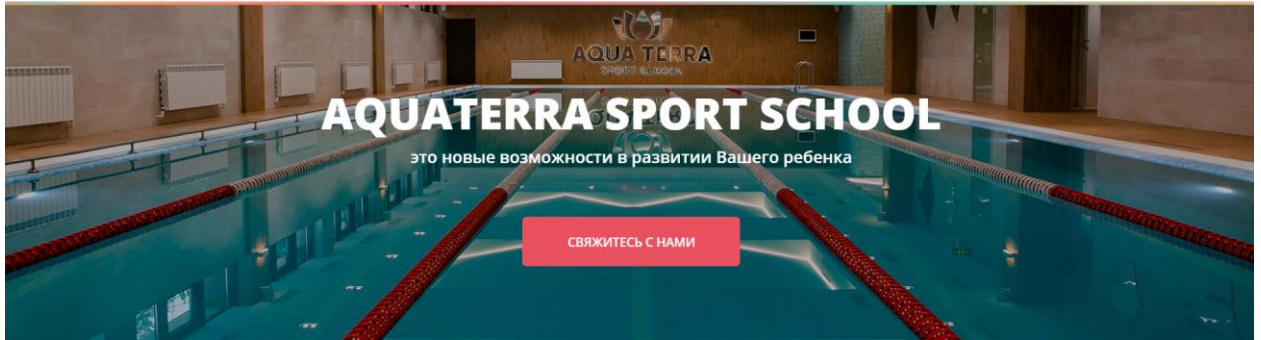 AQUA TERRA
SPORT SCHOOL
AQUATERRA SPORT SCHOOL
это новые возможности в развитии Вашего ребенка
СВЯЖИТЕСЬ С НАМИ